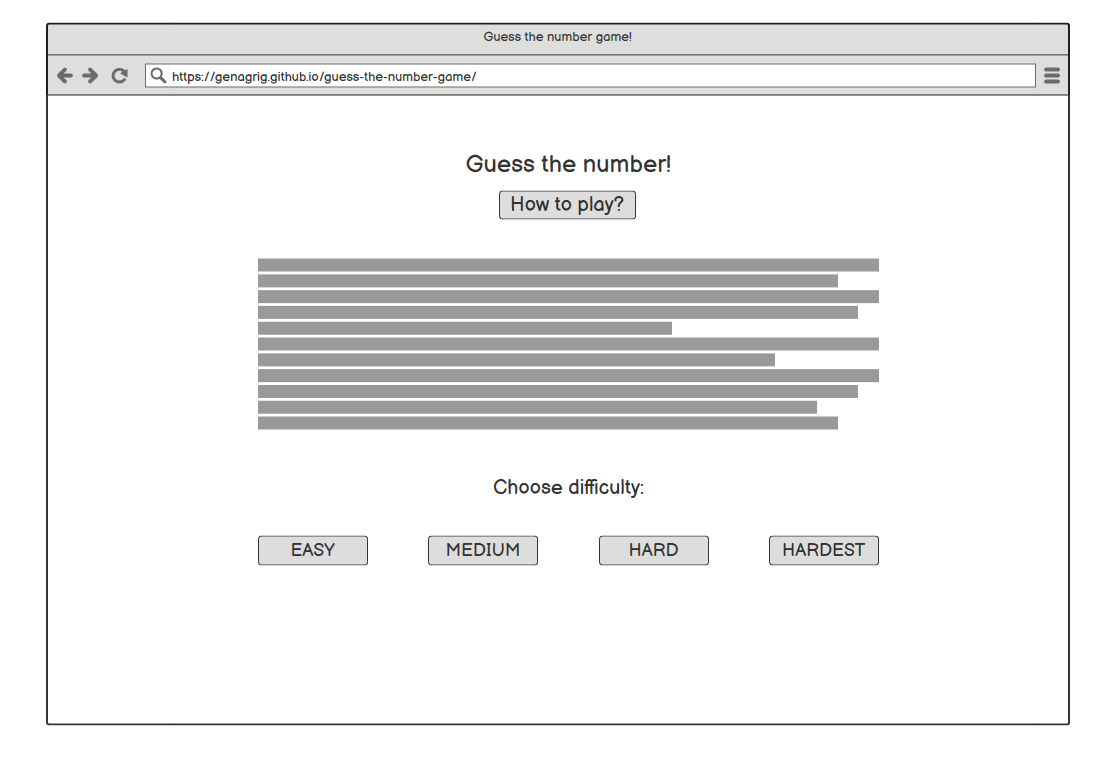 Guess the number game!
https://genagrig.github.io/guess-the-number-game/
Guess the number!
How to play?
Choose difficulty:
EASY MEDIUM HARD HARDEST